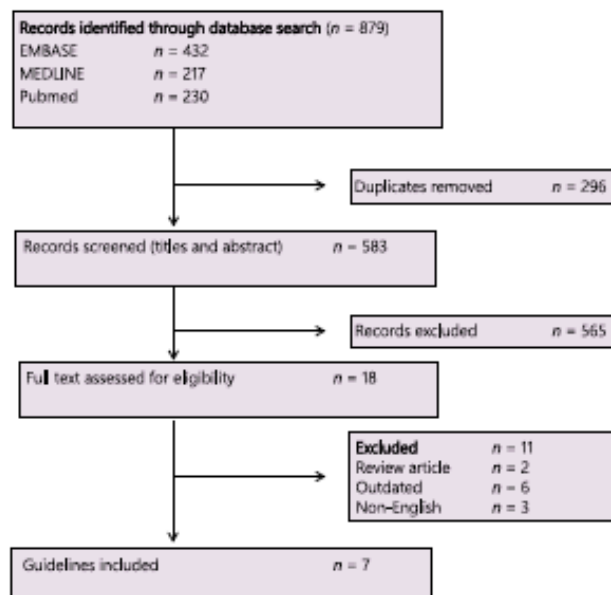 Records identified through database search (n = 879)
EMBASE n = 432
MEDLINE n = 217
Pubmed n = 230
Duplicates removed n = 296
Records screened (titles and abstract) n = 583
Records excluded n = 565
Full text assessed for eligibility n = 18
Excluded n = 11
Review article n = 2
Outdated n = 6
Non-English n = 3
Guidelines included n = 7